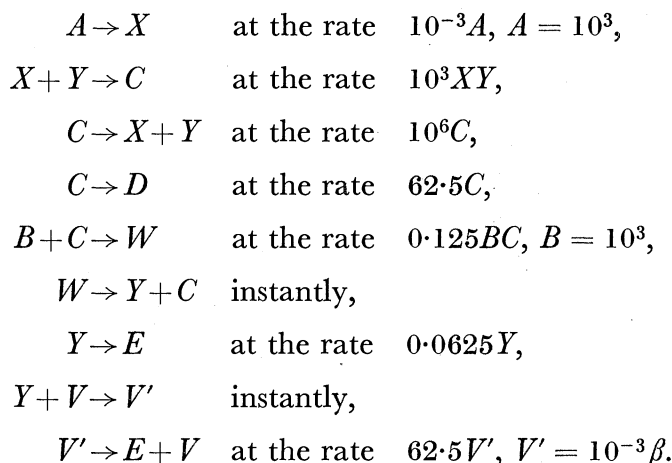 A → X at the rate 10⁻³A, A = 10³,
X+Y → C at the rate 10³XY,
C → X+Y at the rate 10⁶C,
C → D at the rate 62·5C,
B+C → W at the rate 0·125BC, B = 10³,
W → Y+C instantly,
Y → E at the rate 0·0625Y,
Y+V → V′ instantly,
V′ → E+V at the rate 62·5V′, V′ = 10⁻³β.